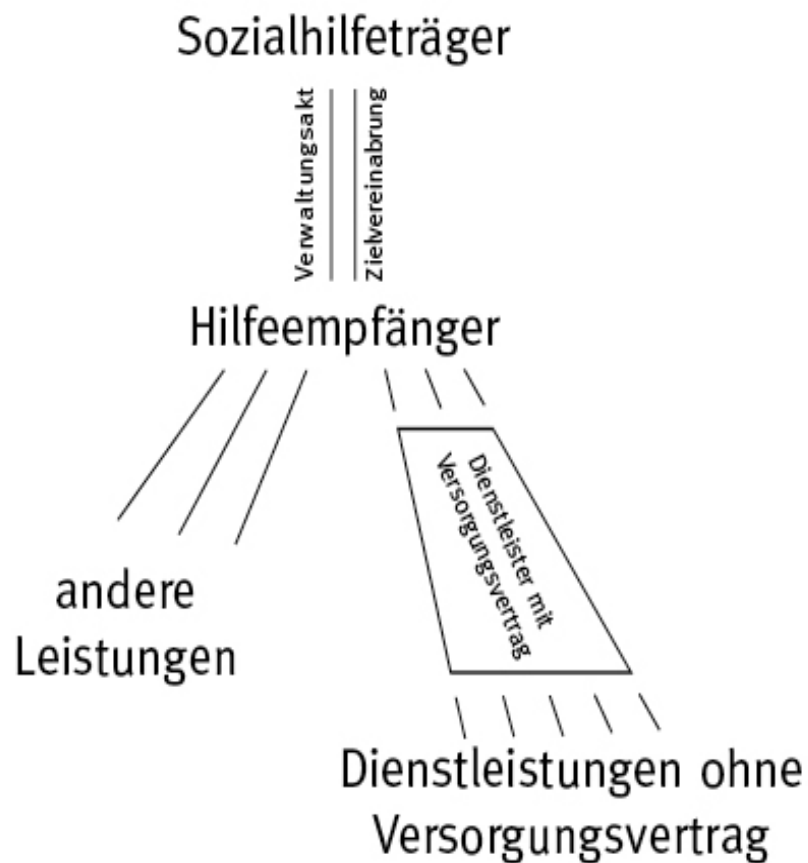 Sozialhilfeträger
Verwaltungsakt
Zielvereinabrung
Hilfeempfänger
Dienstleister mit
Versorgungsvertrag
andere
Leistungen
Dienstleistungen ohne
Versorgungsvertrag